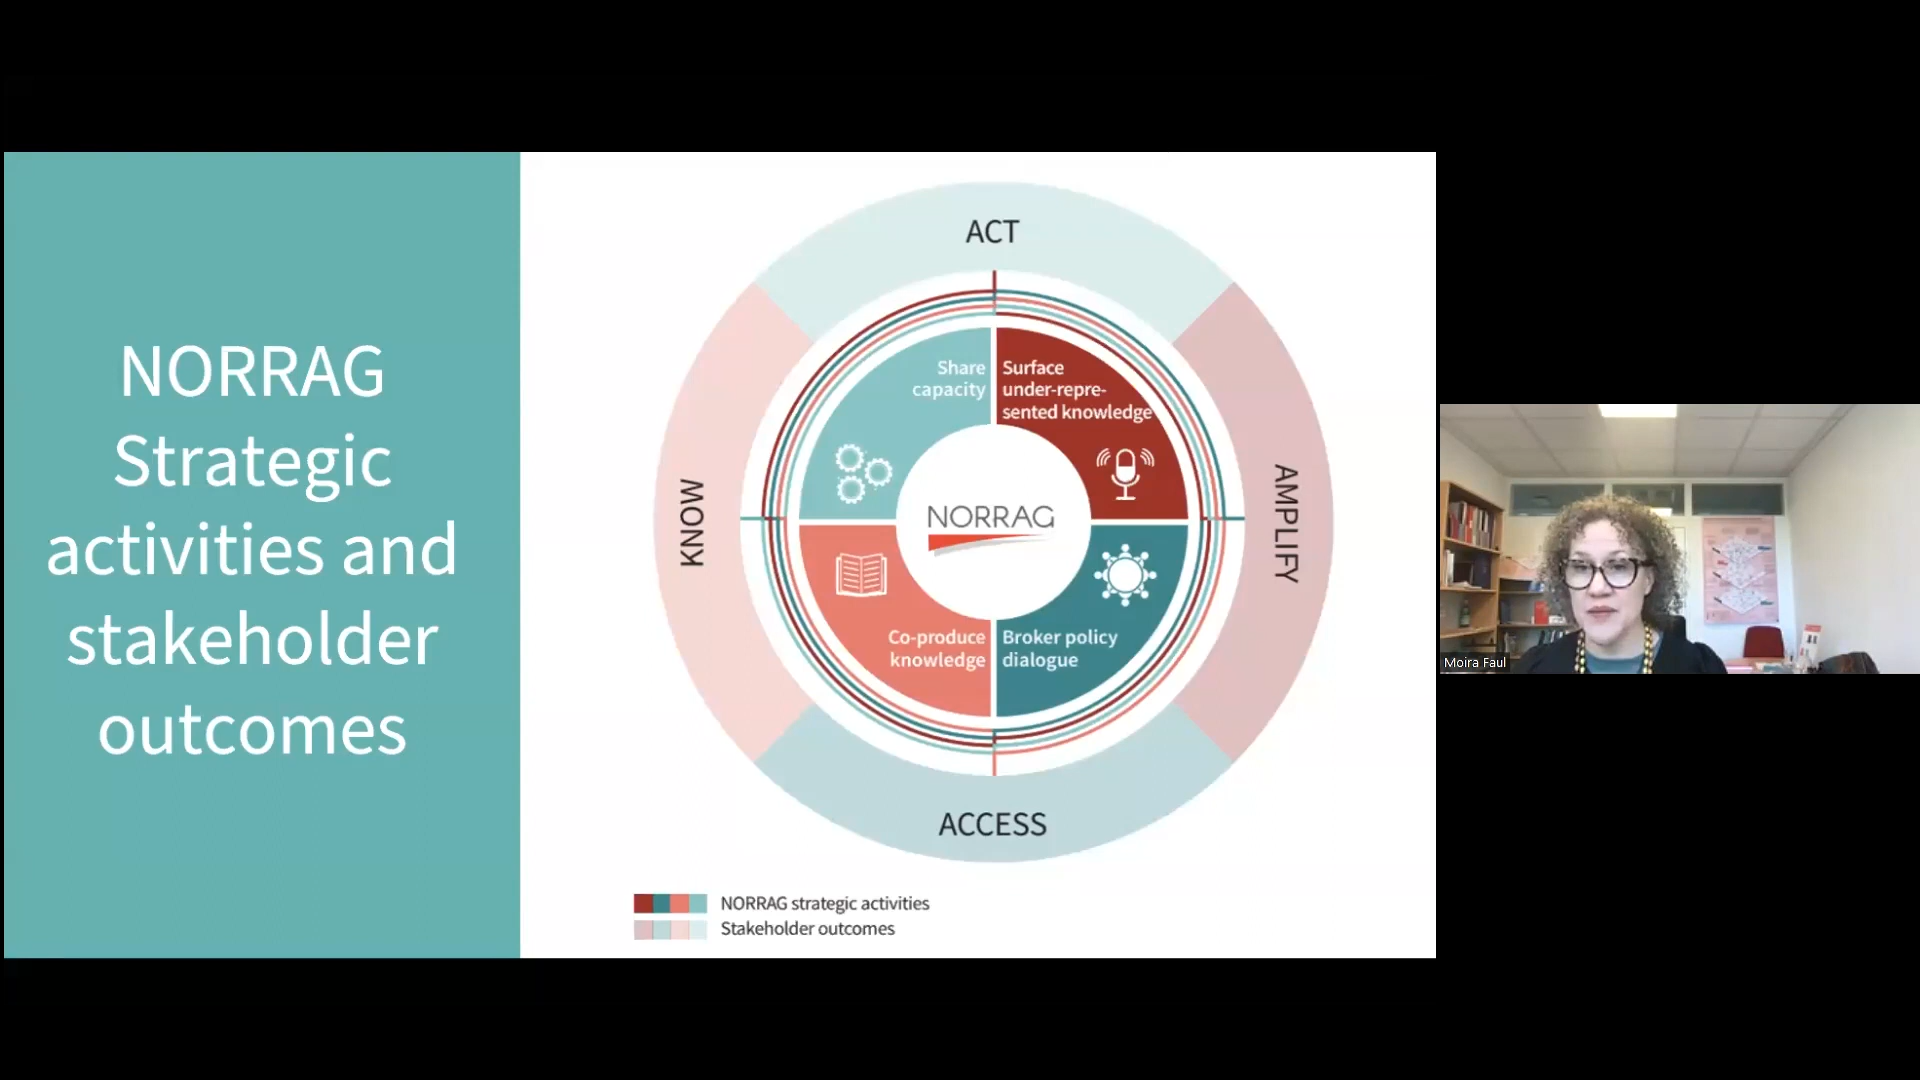 NORRAG
Strategic
activities and
stakeholder
outcomes
ACT
KNOW
AMPLIFY
ACCESS
Share
capacity
Surface
under-repre-
sented knowledge
NORRAG
Co-produce
knowledge
Broker policy
dialogue
NORRAG strategic activities
Stakeholder outcomes
Moira Faul